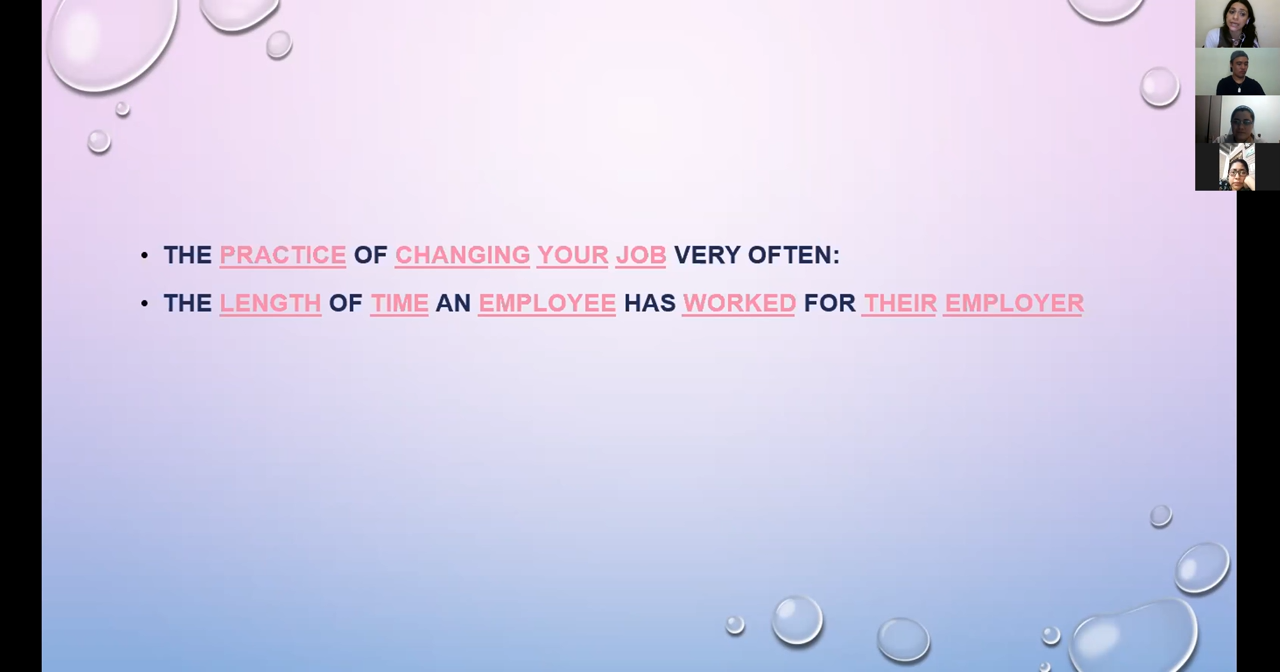 • THE PRACTICE OF CHANGING YOUR JOB VERY OFTEN:
• THE LENGTH OF TIME AN EMPLOYEE HAS WORKED FOR THEIR EMPLOYER